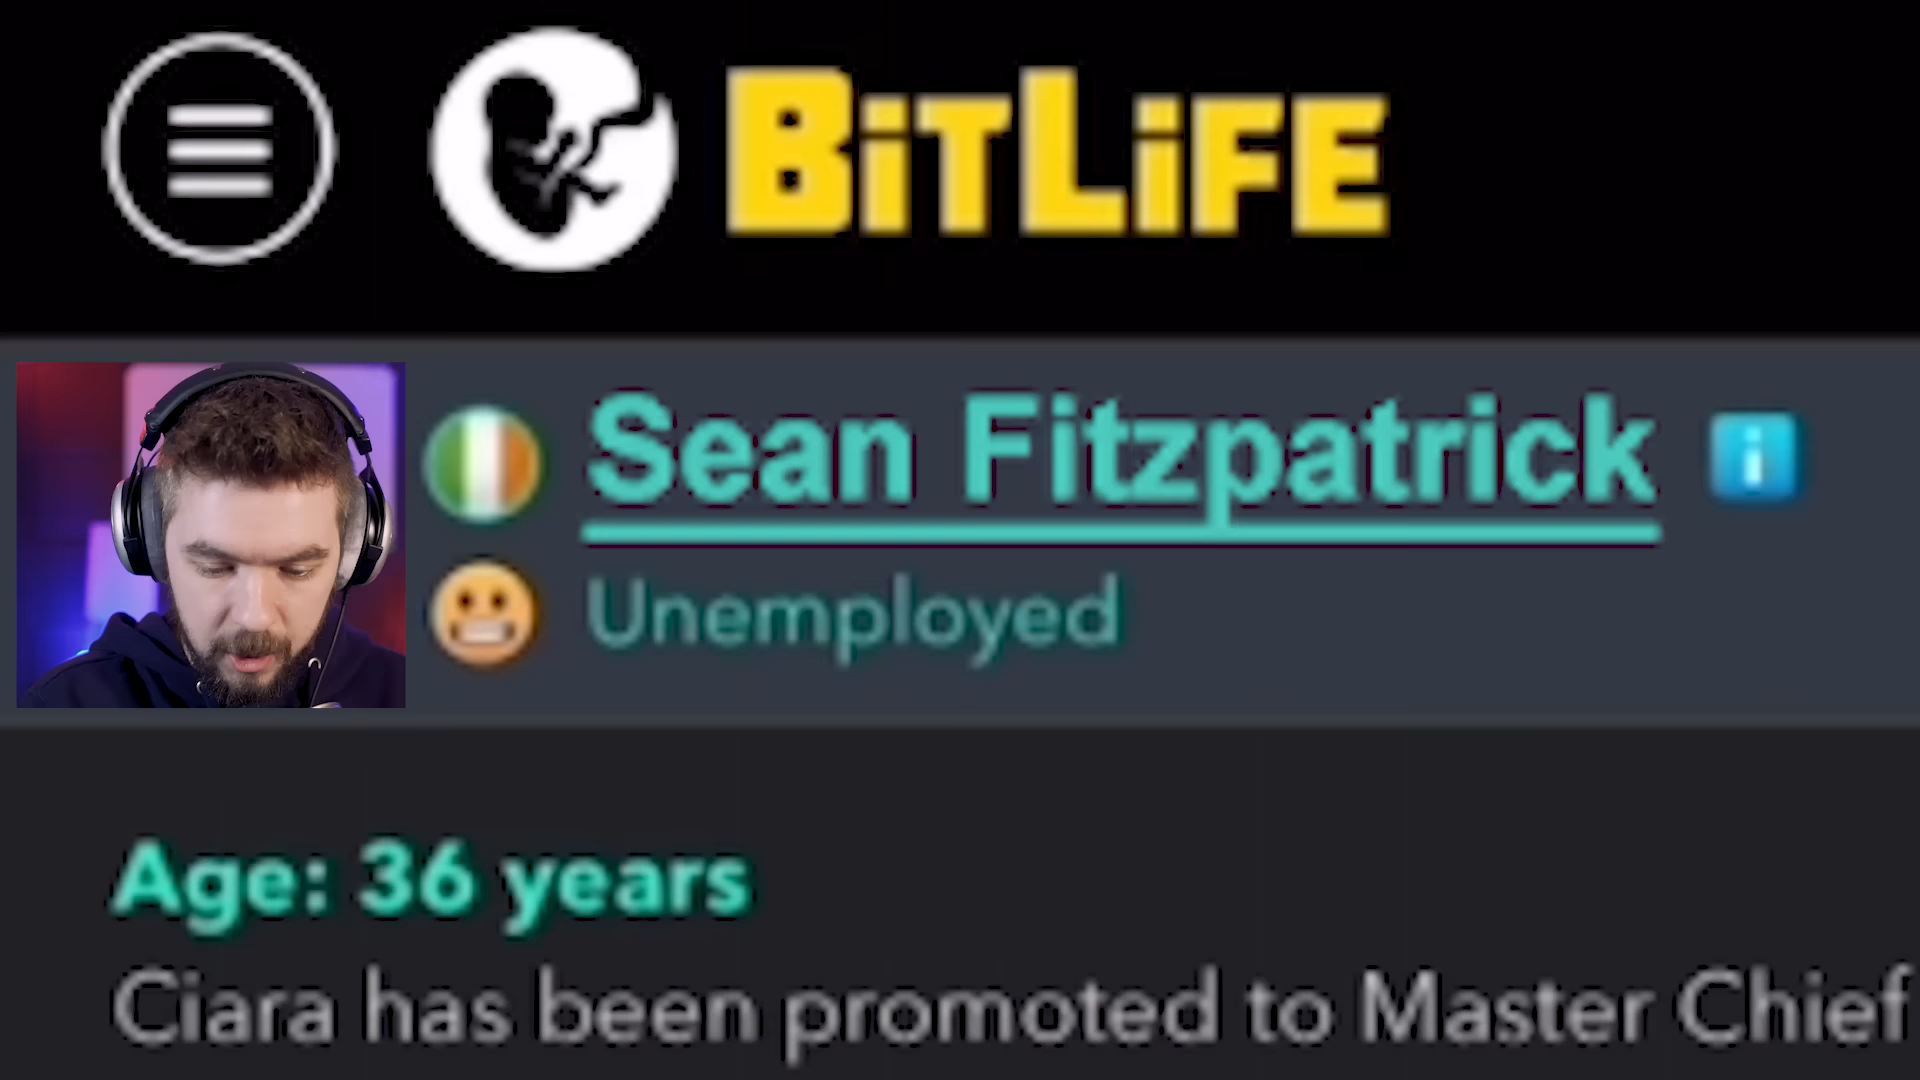 BiTLiFE
Sean Fitzpatrick
Unemployed
Age: 36 years
Ciara has been promoted to Master Chief